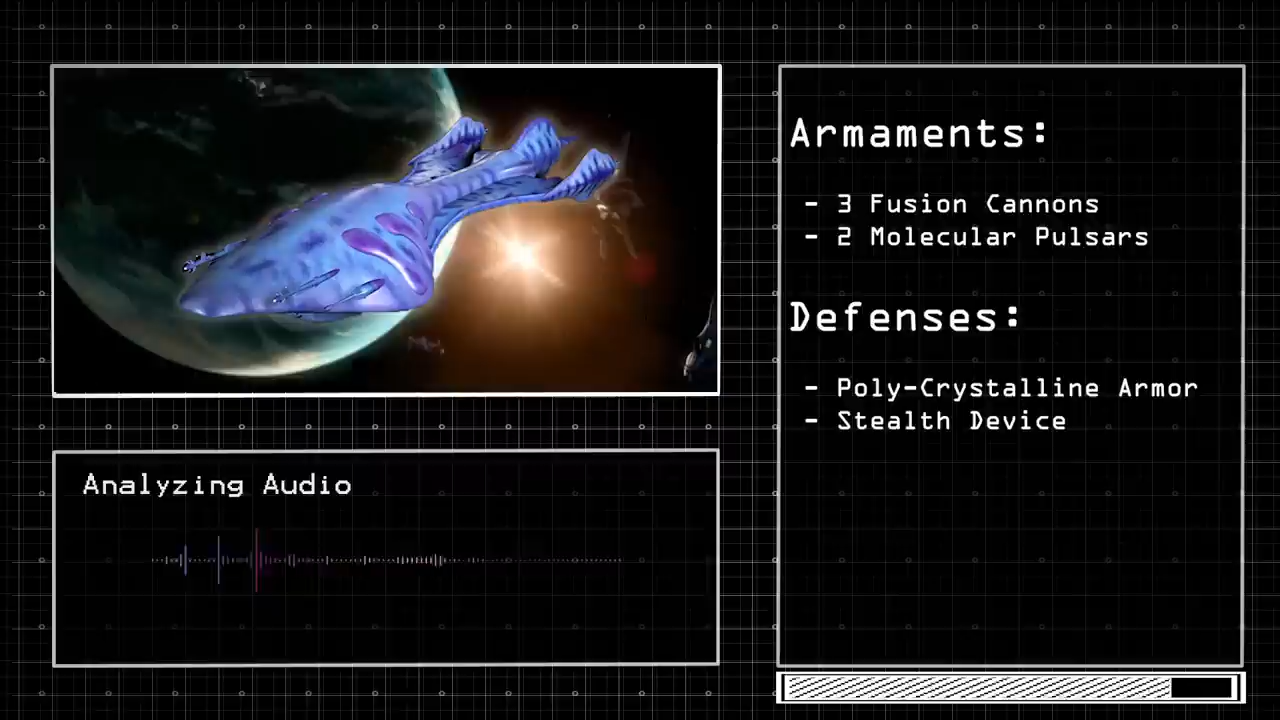 Armaments:
- 3 Fusion Cannons
- 2 Molecular Pulsars
Defenses:
- Poly-Crystalline Armor
- Stealth Device
Analyzing Audio